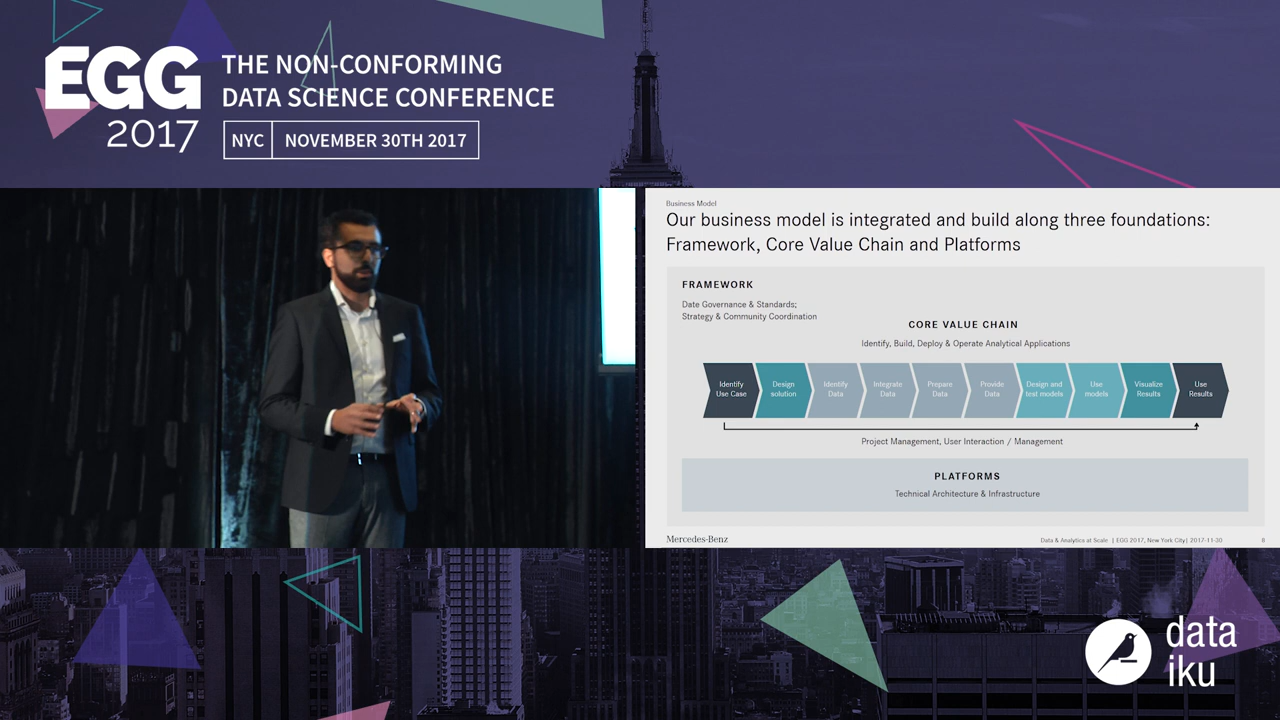 EGG
2017
THE NON-CONFORMING
DATA SCIENCE CONFERENCE
NYC
NOVEMBER 30TH 2017
Business Model
Our business model is integrated and build along three foundations:
Framework, Core Value Chain and Platforms
FRAMEWORK
Date Governance & Standards;
Strategy & Community Coordination
CORE VALUE CHAIN
Identify, Build, Deploy & Operate Analytical Applications
Identify
Use Case
Design
solution
Identify
Data
Integrate
Data
Prepare
Data
Provide
Data
Design and
test models
Use
models
Visualize
Results
Use
Results
Project Management, User Interaction / Management
PLATFORMS
Technical Architecture & Infrastructure
Mercedes-Benz
Data & Analytics at Scale | EGG 2017, New York City| 2017-11-30
8
data
iku